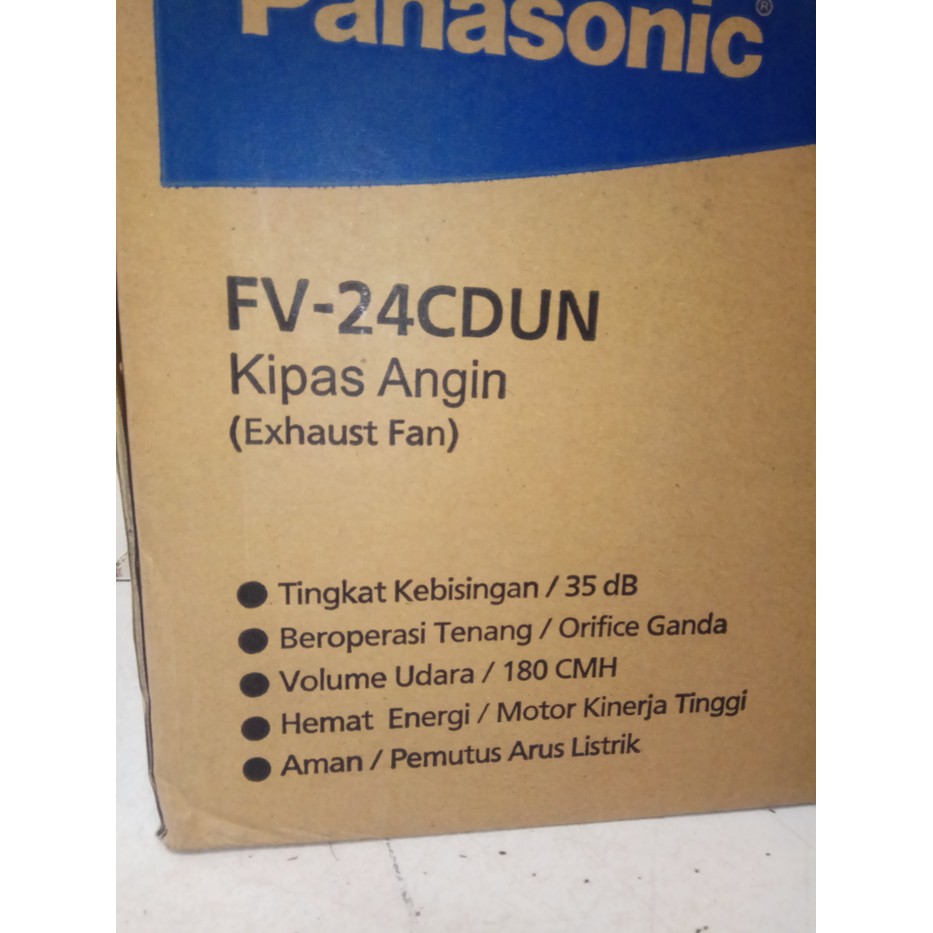 Panasonic®
FV-24CDUN
Kipas Angin
(Exhaust Fan)
● Tingkat Kebisingan / 35 dB
● Beroperasi Tenang / Orifice Ganda
● Volume Udara / 180 CMH
● Hemat Energi / Motor Kinerja Tinggi
● Aman / Pemutus Arus Listrik